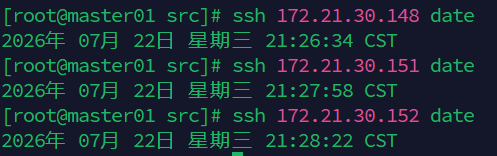 [root@master01 src]# ssh 172.21.30.148 date
2026年 07月 22日 星期三 21:26:34 CST
[root@master01 src]# ssh 172.21.30.151 date
2026年 07月 22日 星期三 21:27:58 CST
[root@master01 src]# ssh 172.21.30.152 date
2026年 07月 22日 星期三 21:28:22 CST